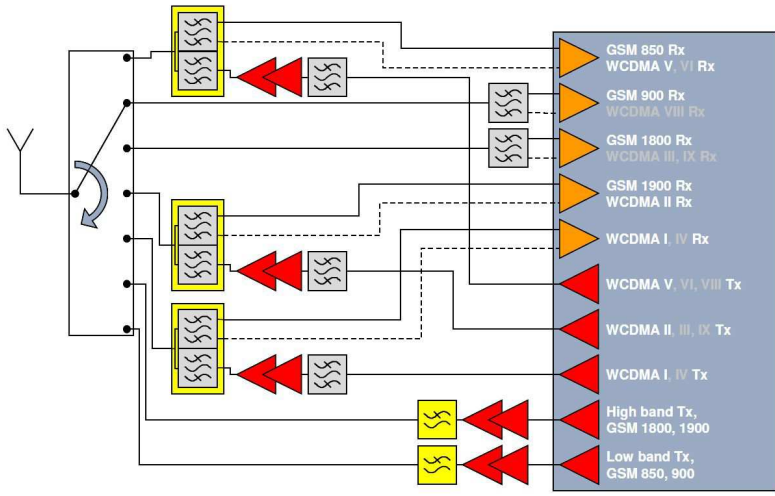 GSM 850 Rx
WCDMA V, VI Rx
GSM 900 Rx
WCDMA VIII Rx
GSM 1800 Rx
WCDMA III, IX Rx
GSM 1900 Rx
WCDMA II Rx
WCDMA I, IV Rx
WCDMA V, VI, VIII Tx
WCDMA II, III, IX Tx
WCDMA I, IV Tx
High band Tx,
GSM 1800, 1900
Low band Tx,
GSM 850, 900